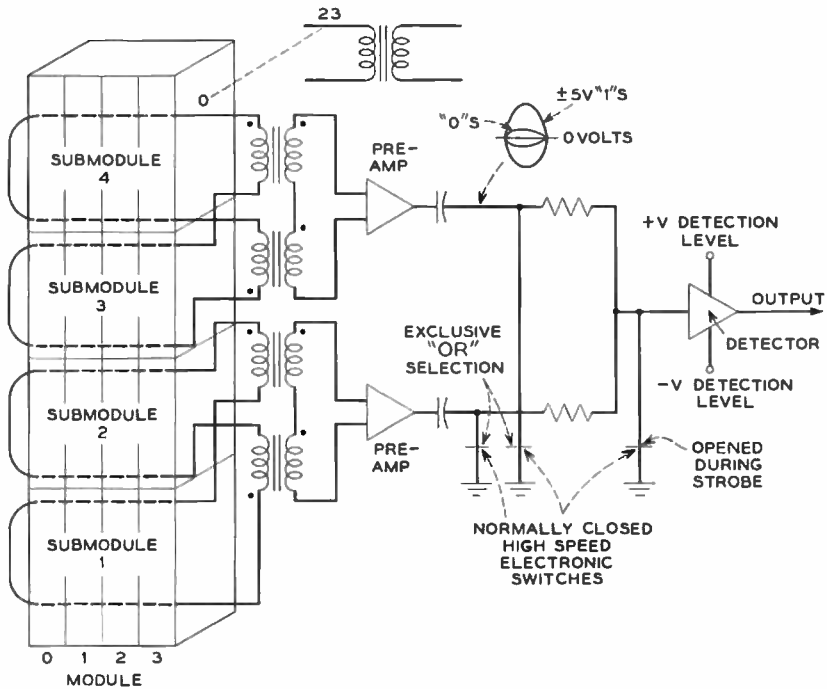 23
0
±5V "1"S
"0"S
0 VOLTS
PRE-
AMP
SUBMODULE
4
+V DETECTION
LEVEL
SUBMODULE
3
OUTPUT
EXCLUSIVE
"OR"
SELECTION
DETECTOR
-V DETECTION
LEVEL
SUBMODULE
2
PRE-
AMP
OPENED
DURING
STROBE
NORMALLY CLOSED
HIGH SPEED
ELECTRONIC
SWITCHES
SUBMODULE
1
0 1 2 3
MODULE